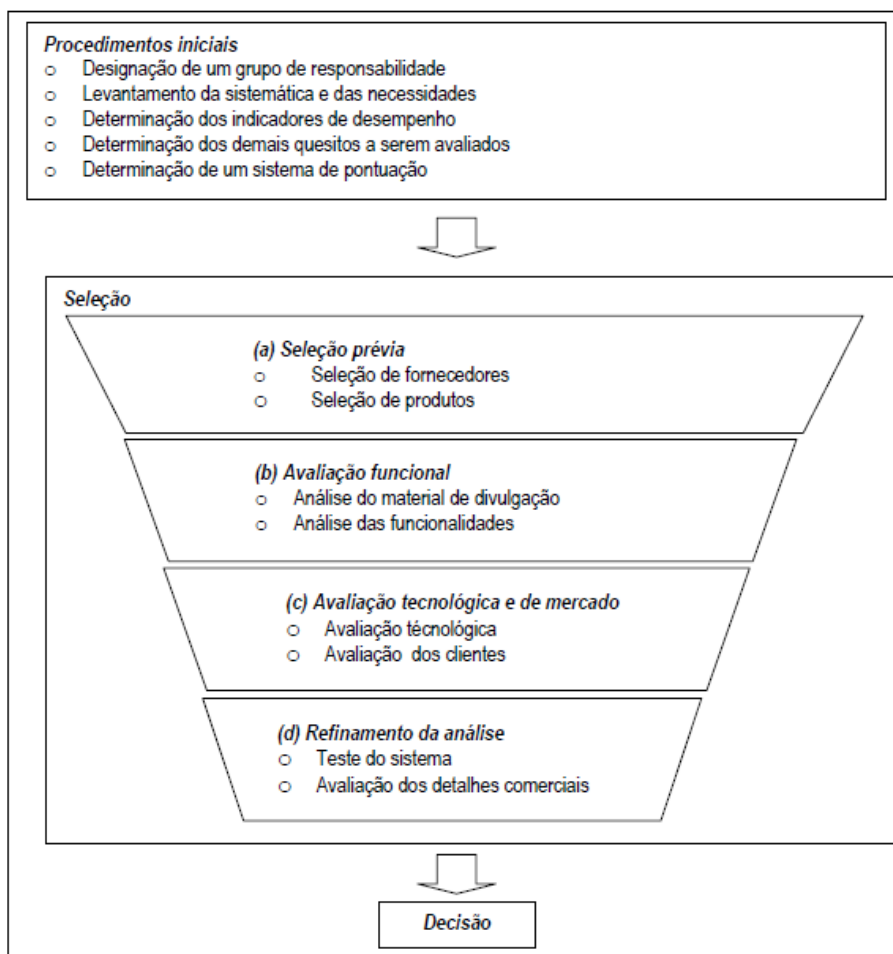 Procedimentos iniciais
o Designação de um grupo de responsabilidade
o Levantamento da sistemática e das necessidades
o Determinação dos indicadores de desempenho
o Determinação dos demais quesitos a serem avaliados
o Determinação de um sistema de pontuação
Seleção
(a) Seleção prévia
o Seleção de fornecedores
o Seleção de produtos
(b) Avaliação funcional
o Análise do material de divulgação
o Análise das funcionalidades
(c) Avaliação tecnológica e de mercado
o Avaliação técnológica
o Avaliação dos clientes
(d) Refinamento da análise
o Teste do sistema
o Avaliação dos detalhes comerciais
Decisão